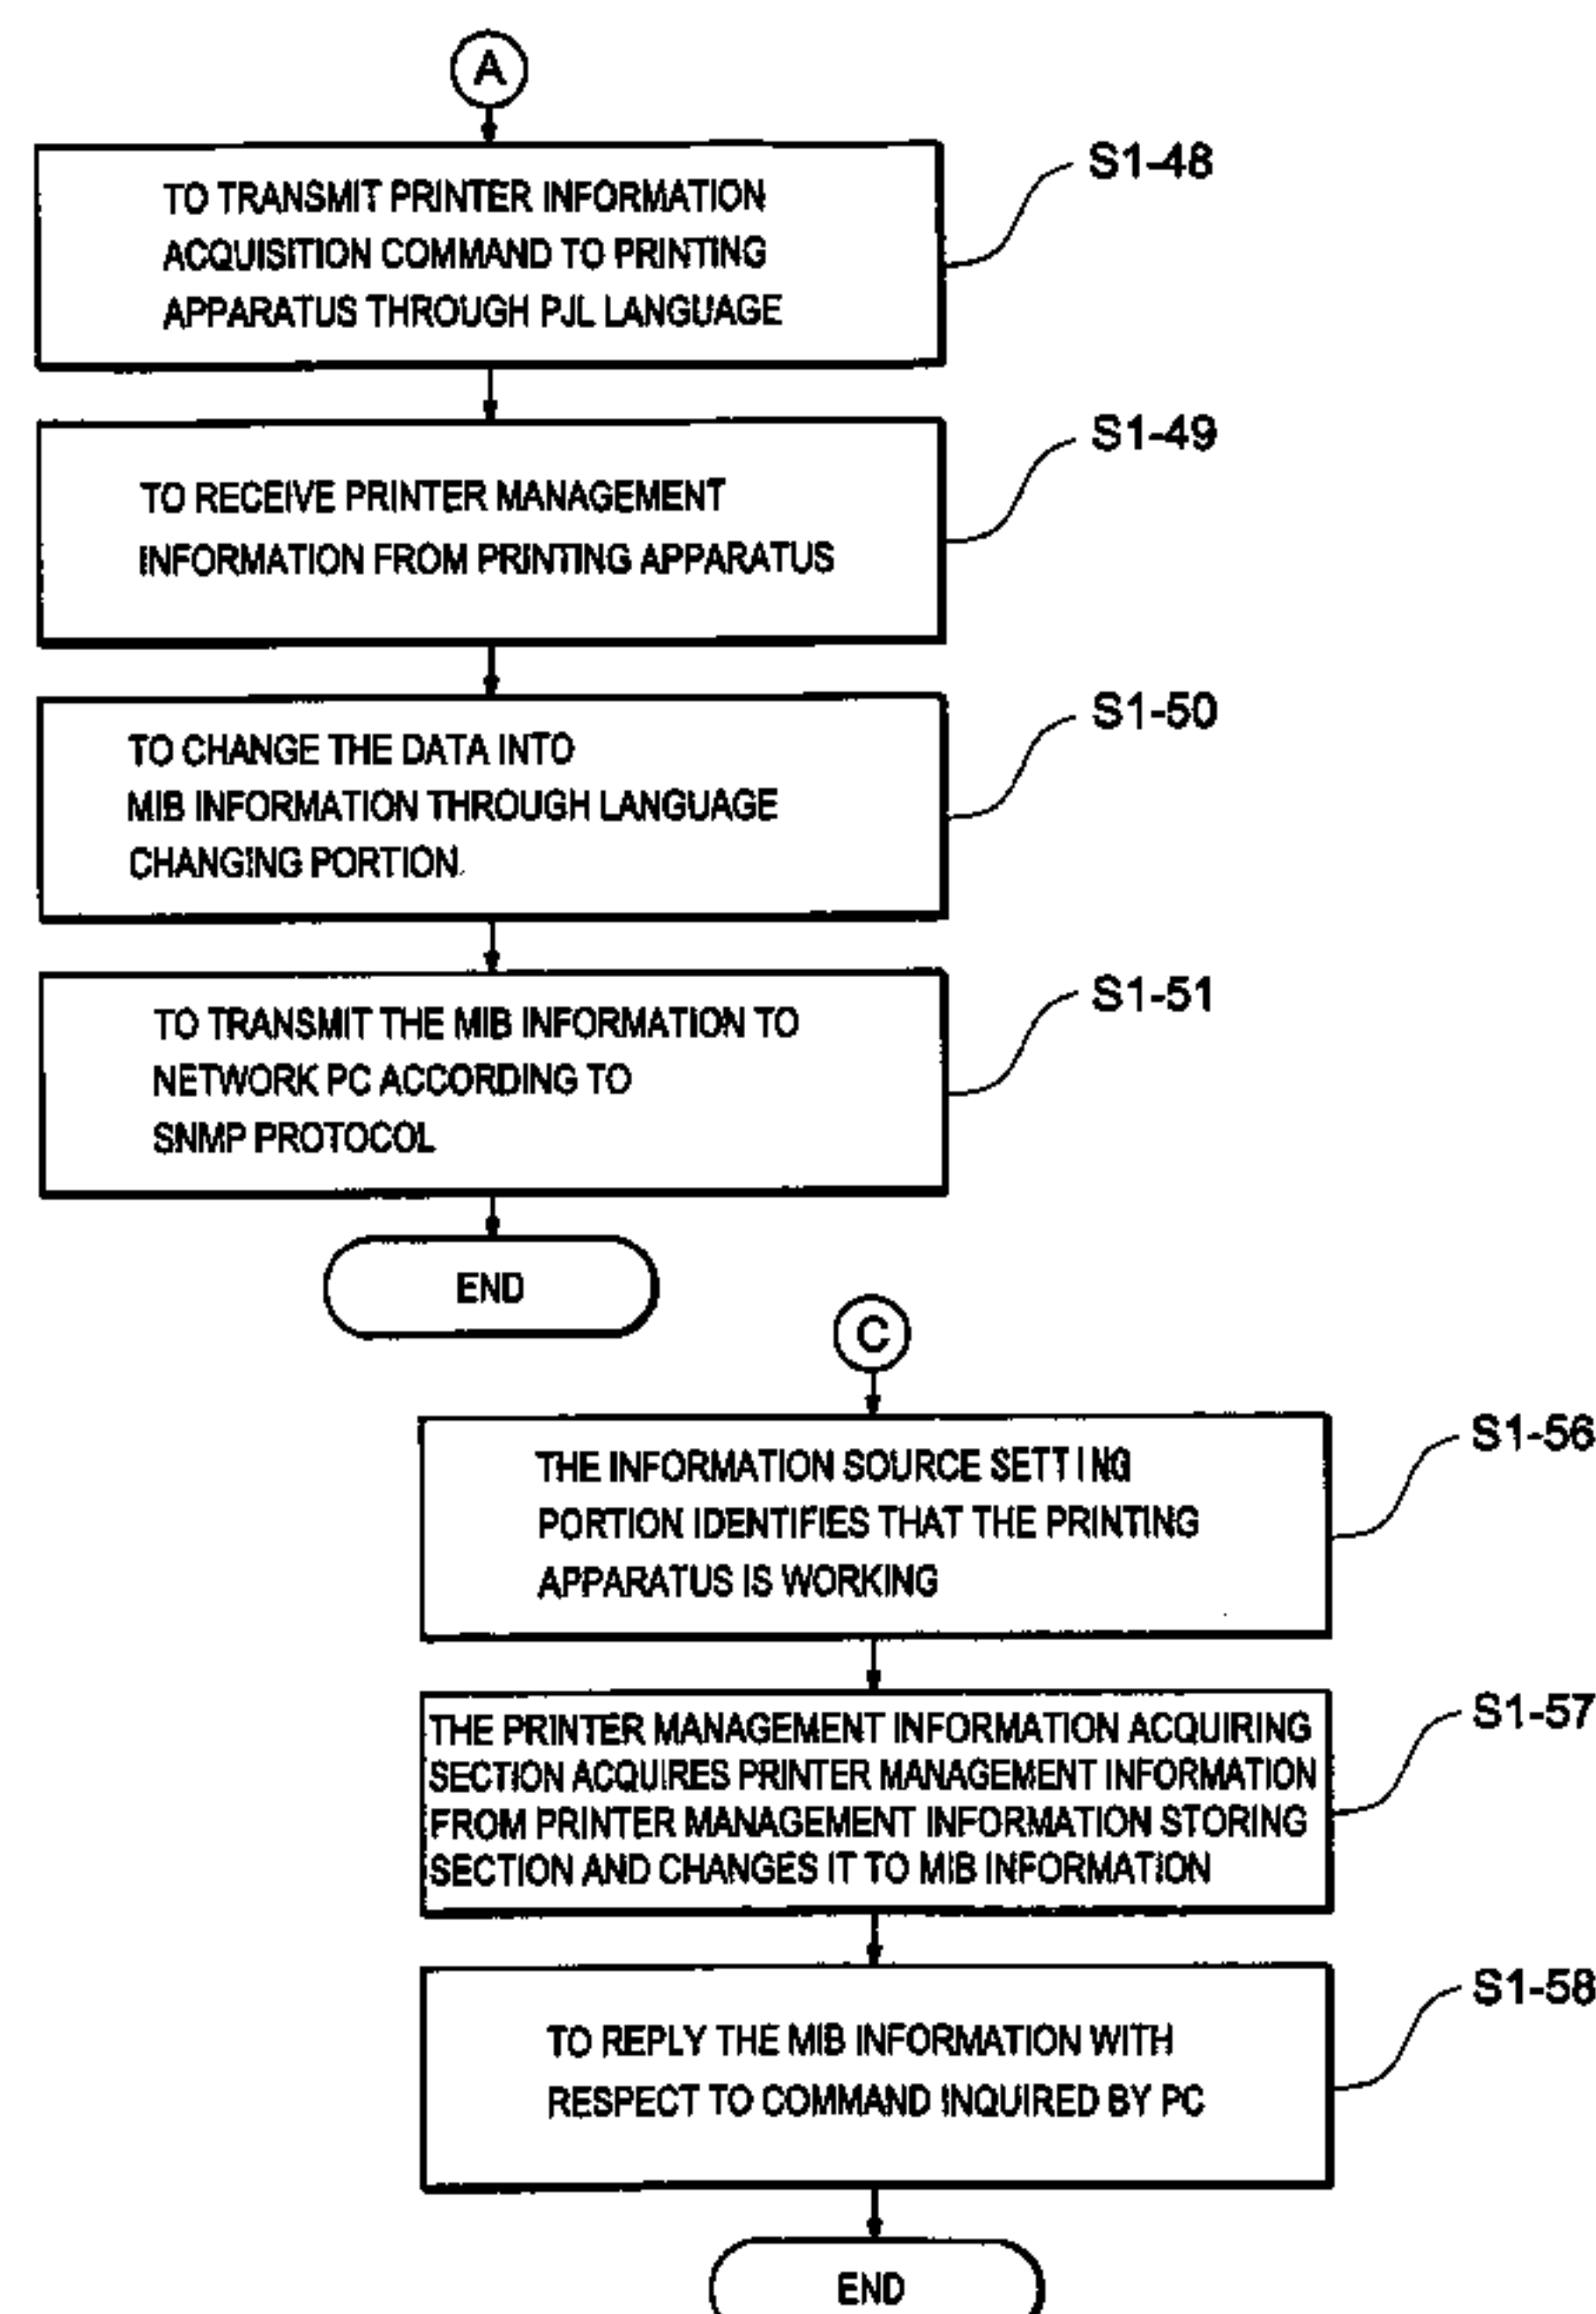 A
TO TRANSMIT PRINTER INFORMATION
ACQUISITION COMMAND TO PRINTING
APPARATUS THROUGH PJL LANGUAGE
S1-48
TO RECEIVE PRINTER MANAGEMENT
INFORMATION FROM PRINTING APPARATUS
S1-49
TO CHANGE THE DATA INTO
MIB INFORMATION THROUGH LANGUAGE
CHANGING PORTION.
S1-50
TO TRANSMIT THE MIB INFORMATION TO
NETWORK PC ACCORDING TO
SNMP PROTOCOL
S1-51
END
C
THE INFORMATION SOURCE SETTING
PORTION IDENTIFIES THAT THE PRINTING
APPARATUS IS WORKING
S1-56
THE PRINTER MANAGEMENT INFORMATION ACQUIRING
SECTION ACQUIRES PRINTER MANAGEMENT INFORMATION
FROM PRINTER MANAGEMENT INFORMATION STORING
SECTION AND CHANGES IT TO MIB INFORMATION
S1-57
TO REPLY THE MIB INFORMATION WITH
RESPECT TO COMMAND INQUIRED BY PC
S1-58
END